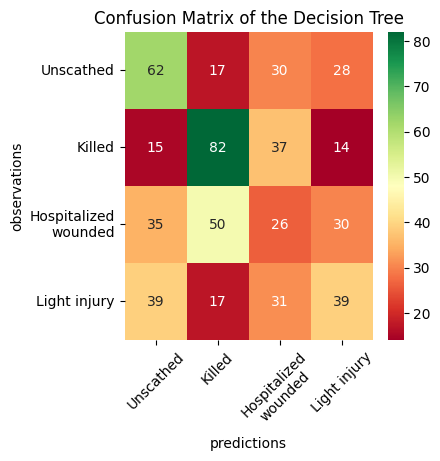 Confusion Matrix of the Decision Tree
observations
Unscathed
62 17 30 28
Killed
15 82 37 14
Hospitalized
wounded
35 50 26 30
Light injury
39 17 31 39
Unscathed
Killed
Hospitalized
wounded
Light injury
predictions
80
70
60
50
40
30
20